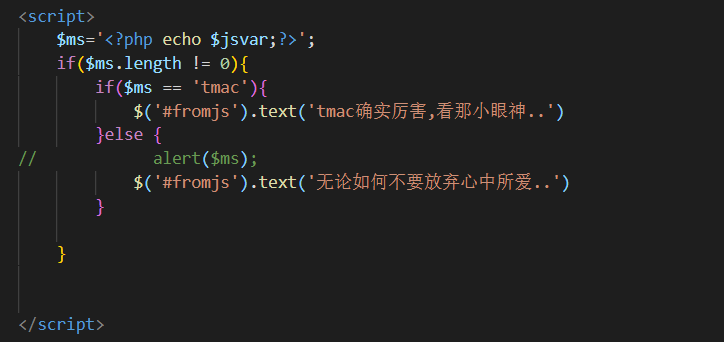 <script>
    $ms='<?php echo $jsvar;?>';
    if($ms.length != 0){
        if($ms == 'tmac'){
            $('#fromjs').text('tmac确实厉害,看那小眼神..')
        }else {
//            alert($ms);
            $('#fromjs').text('无论如何不要放弃心中所爱..')
        }
    }
</script>